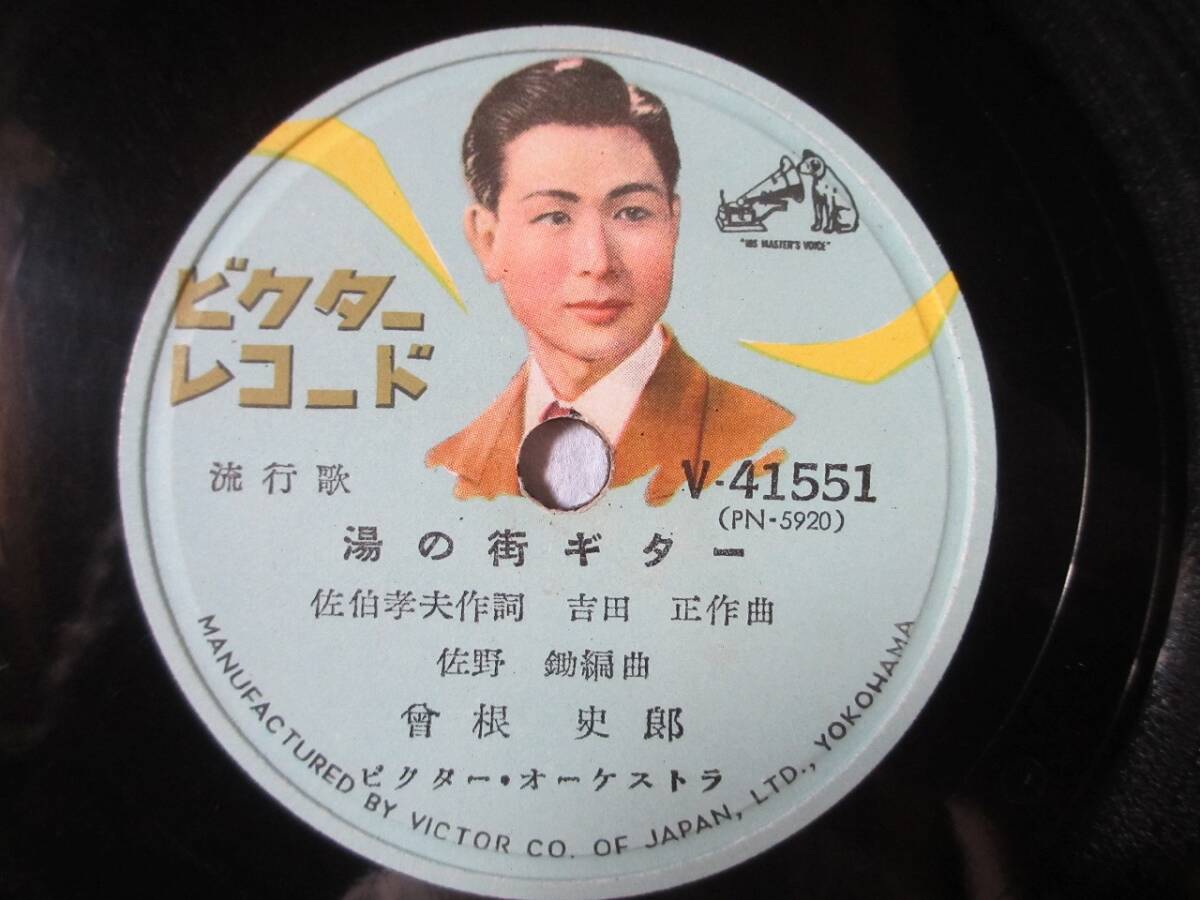 "HIS MASTER'S VOICE"
ビクター
レコード
流行歌
V-41551
(PN-5920)
湯の街ギター
佐伯孝夫作詞 吉田 正作曲
佐野 鋤編曲
曾根 史郎
ビクター・オーケストラ
MANUFACTURED BY VICTOR CO. OF JAPAN, LTD., YOKOHAMA